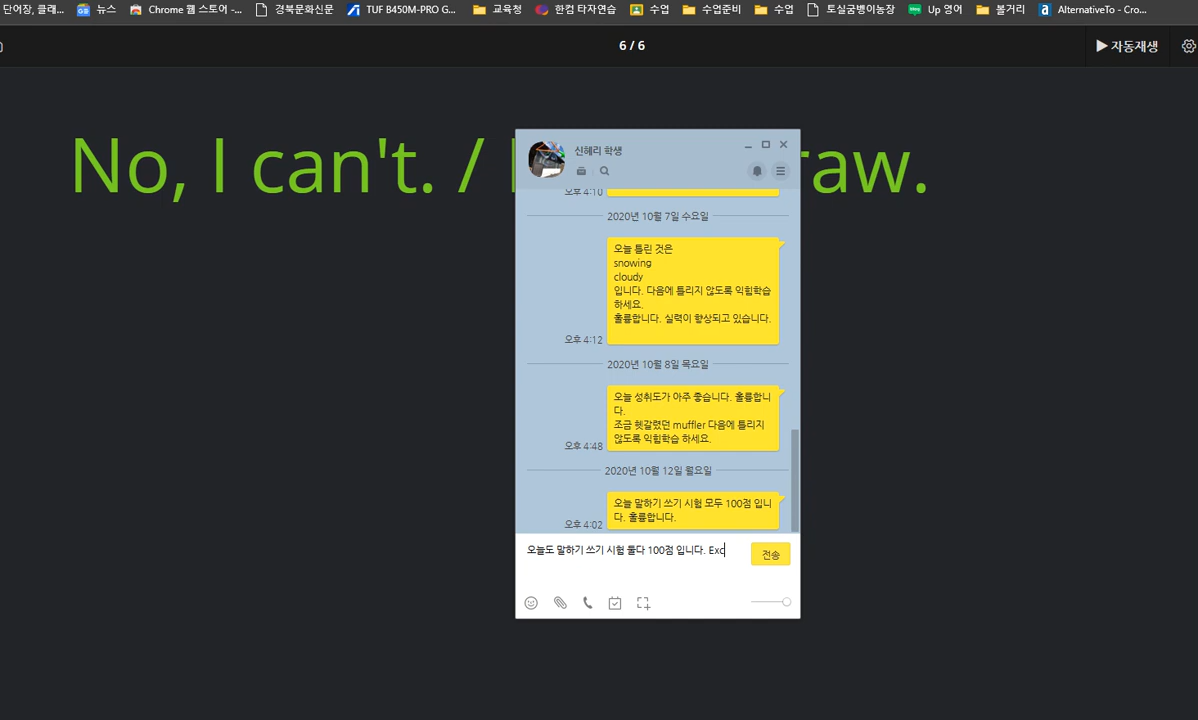 단어장, 클래... 뉴스 Chrome 웹 스토어 -... 경북문화신문 TUF B450M-PRO G... 교육청 한컴 타자연습 수업 수업준비 수업 토실굼벵이농장 Up 영어 볼거리 AlternativeTo - Cro...
6 / 6
▶ 자동재생
No, I can't. /
raw.
신혜리 학생
오후 4:10
2020년 10월 7일 수요일
오늘 틀린 것은
snowing
cloudy
입니다. 다음에 틀리지 않도록 익힘학습
하세요.
훌륭합니다. 실력이 향상되고 있습니다.
오후 4:12
2020년 10월 8일 목요일
오늘 성취도가 아주 좋습니다. 훌륭합니
다.
조금 헷갈렸던 muffler 다음에 틀리지
않도록 익힘학습 하세요.
오후 4:48
2020년 10월 12일 월요일
오늘 말하기 쓰기 시험 모두 100점 입니
다. 훌륭합니다.
오후 4:02
오늘도 말하기 쓰기 시험 둘다 100점 입니다. Exc
전송